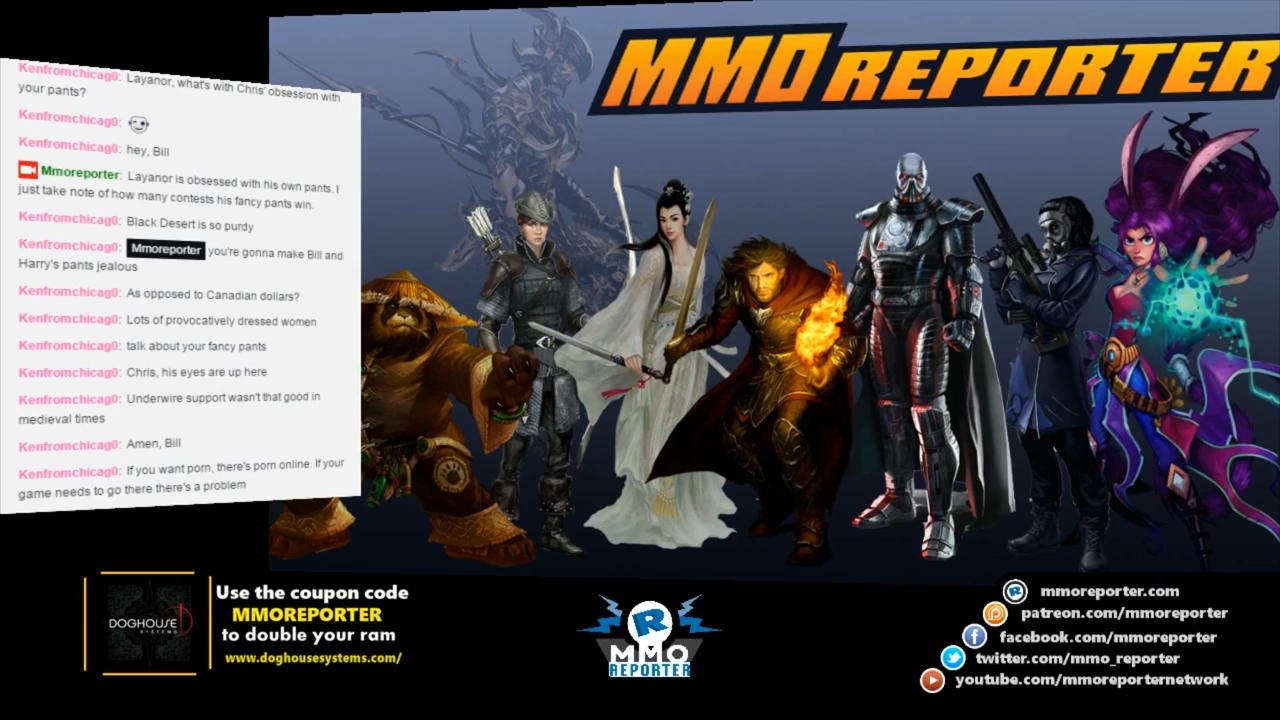 MMO REPORTER
Kenfromchicag0: Layanor, what's with Chris' obsession with
your pants?
Kenfromchicag0:
Kenfromchicag0: hey, Bill
Mmoreporter: Layanor is obsessed with his own pants. I
just take note of how many contests his fancy pants win.
Kenfromchicag0: Black Desert is so purdy
Kenfromchicag0: Mmoreporter you're gonna make Bill and
Harry's pants jealous
Kenfromchicag0: As opposed to Canadian dollars?
Kenfromchicag0: Lots of provocatively dressed women
Kenfromchicag0: talk about your fancy pants
Kenfromchicag0: Chris, his eyes are up here
Kenfromchicag0: Underwire support wasn't that good in
medieval times
Kenfromchicag0: Amen, Bill
Kenfromchicag0: If you want porn, there's porn online. If your
game needs to go there there's a problem
DOGHOUSE
SYSTEMS
Use the coupon code
MMOREPORTER
to double your ram
www.doghousesystems.com/
R
MMO
REPORTER
mmoreporter.com
patreon.com/mmoreporter
facebook.com/mmoreporter
twitter.com/mmo_reporter
youtube.com/mmoreporternetwork